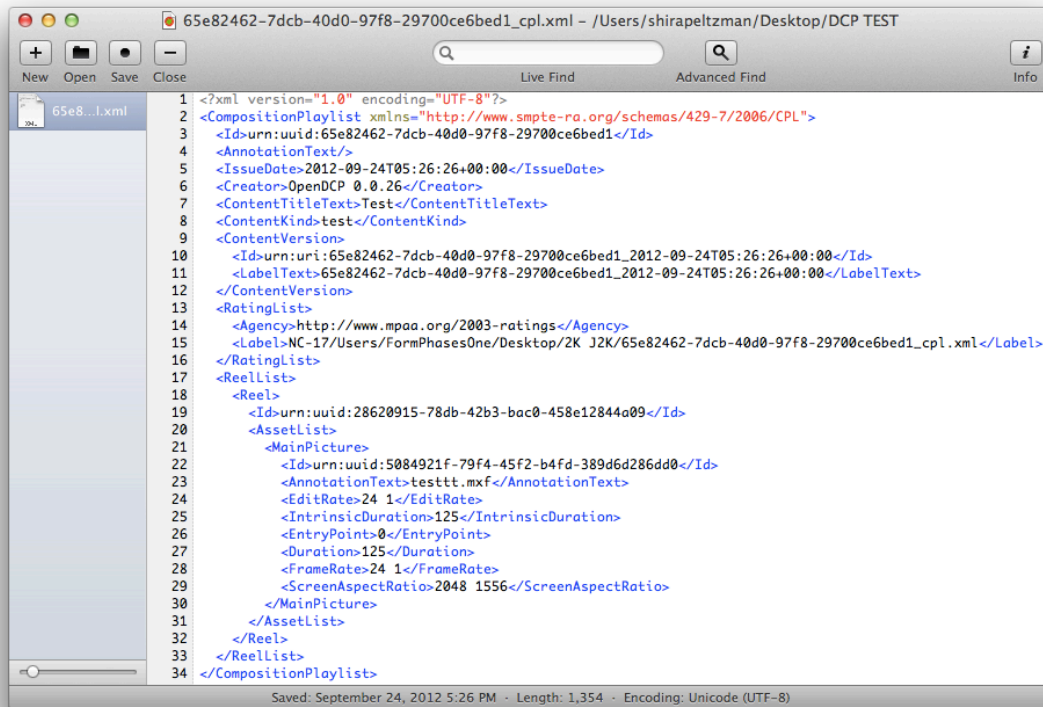 65e82462-7dcb-40d0-97f8-29700ce6bed1_cpl.xml – /Users/shirapeltzman/Desktop/DCP TEST
New Open Save Close Live Find Advanced Find Info
65e8...l.xml
1 <?xml version="1.0" encoding="UTF-8"?>
2 <CompositionPlaylist xmlns="http://www.smpte-ra.org/schemas/429-7/2006/CPL">
3 <Id>urn:uuid:65e82462-7dcb-40d0-97f8-29700ce6bed1</Id>
4 <AnnotationText/>
5 <IssueDate>2012-09-24T05:26:26+00:00</IssueDate>
6 <Creator>OpenDCP 0.0.26</Creator>
7 <ContentTitleText>Test</ContentTitleText>
8 <ContentKind>test</ContentKind>
9 <ContentVersion>
10 <Id>urn:uri:65e82462-7dcb-40d0-97f8-29700ce6bed1_2012-09-24T05:26:26+00:00</Id>
11 <LabelText>65e82462-7dcb-40d0-97f8-29700ce6bed1_2012-09-24T05:26:26+00:00</LabelText>
12 </ContentVersion>
13 <RatingList>
14 <Agency>http://www.mpaa.org/2003-ratings</Agency>
15 <Label>NC-17/Users/FormPhasesOne/Desktop/2K J2K/65e82462-7dcb-40d0-97f8-29700ce6bed1_cpl.xml</Label>
16 </RatingList>
17 <ReelList>
18 <Reel>
19 <Id>urn:uuid:28620915-78db-42b3-bac0-458e12844a09</Id>
20 <AssetList>
21 <MainPicture>
22 <Id>urn:uuid:5084921f-79f4-45f2-b4fd-389d6d286dd0</Id>
23 <AnnotationText>testtt.mxf</AnnotationText>
24 <EditRate>24 1</EditRate>
25 <IntrinsicDuration>125</IntrinsicDuration>
26 <EntryPoint>0</EntryPoint>
27 <Duration>125</Duration>
28 <FrameRate>24 1</FrameRate>
29 <ScreenAspectRatio>2048 1556</ScreenAspectRatio>
30 </MainPicture>
31 </AssetList>
32 </Reel>
33 </ReelList>
34 </CompositionPlaylist>
Saved: September 24, 2012 5:26 PM · Length: 1,354 · Encoding: Unicode (UTF-8)